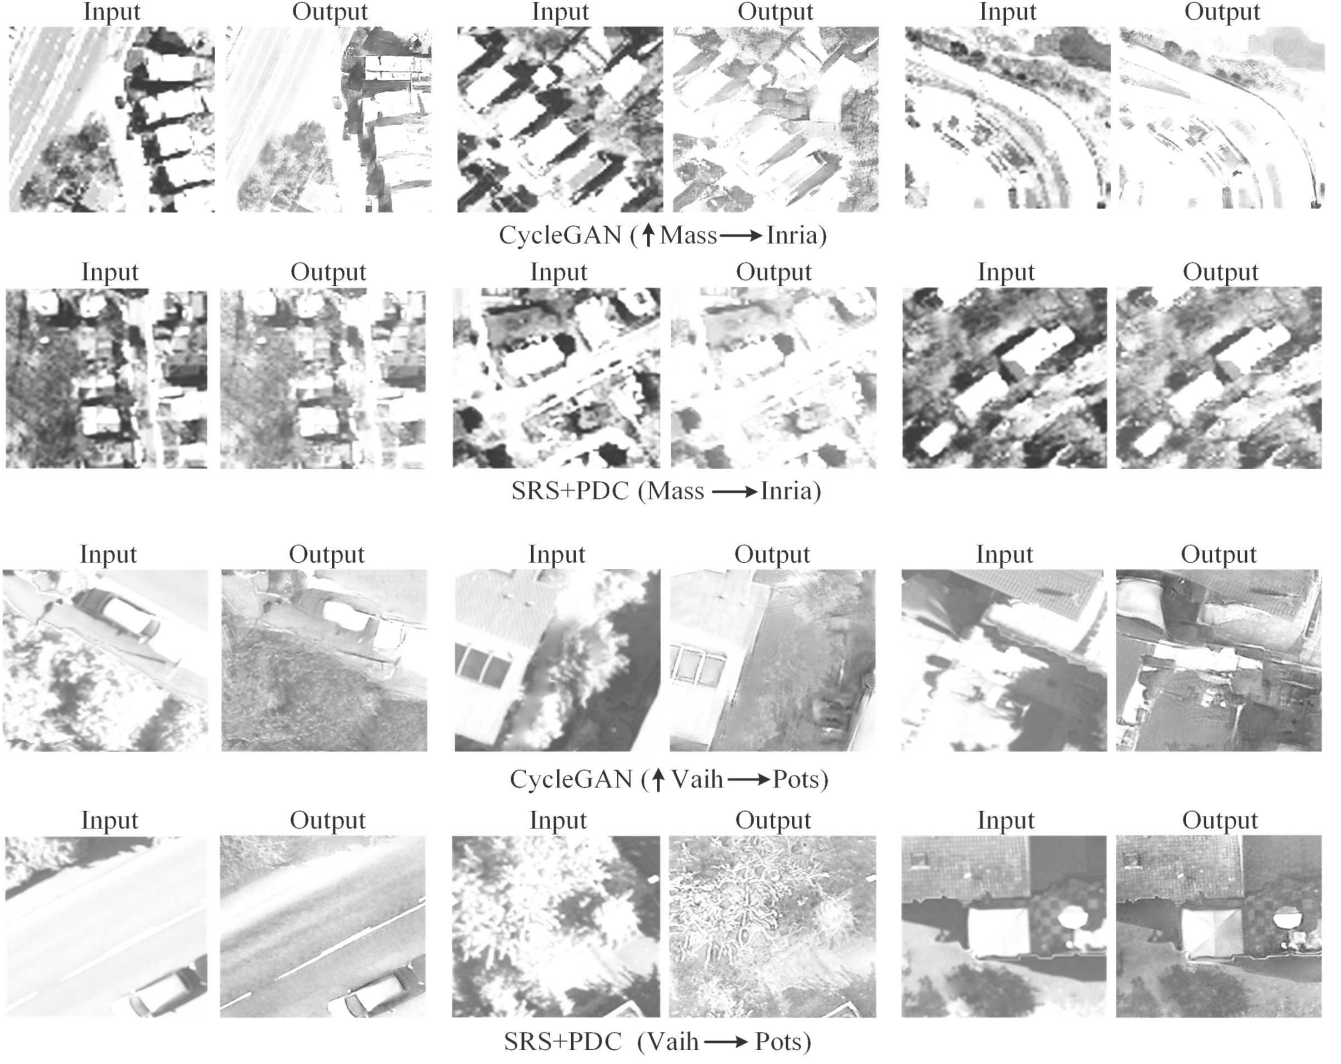 Input Output Input Output Input Output
CycleGAN (↑ Mass → Inria)
Input Output Input Output Input Output
SRS+PDC (Mass → Inria)
Input Output Input Output Input Output
CycleGAN (↑ Vaih → Pots)
Input Output Input Output Input Output
SRS+PDC (Vaih → Pots)